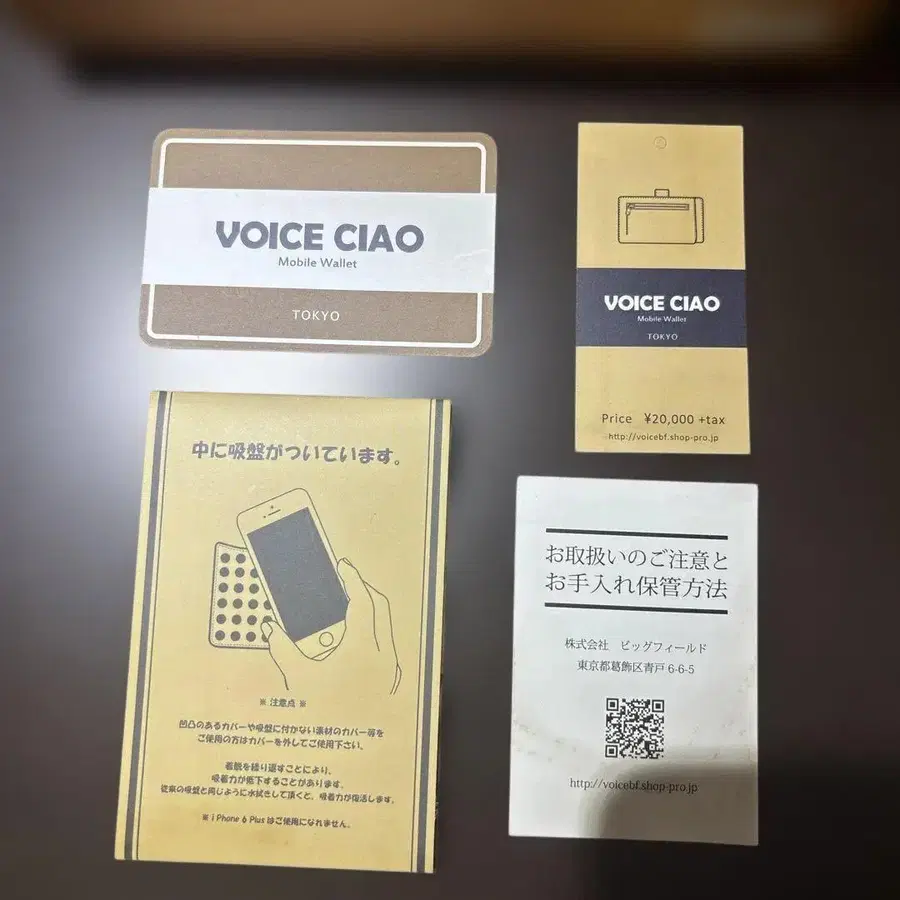 VOICE CIAO
Mobile Wallet
TOKYO
VOICE CIAO
Mobile Wallet
TOKYO
Price ¥20,000 +tax
http://voicebf.shop-pro.jp
中に吸盤がついています。
※ 注意点 ※
凹凸のあるカバーや吸盤に付かない素材のカバー等を
ご使用の方はカバーを外してご使用下さい。
着脱を繰り返すことにより、
吸着力が低下することがあります。
従来の吸盤と同じように水拭きして頂くと、吸着力が復活します。
※ i Phone 6 Plus はご使用になれません。
お取扱いのご注意と
お手入れ保管方法
株式会社 ビッグフィールド
東京都葛飾区青戸 6-6-5
http://voicebf.shop-pro.jp